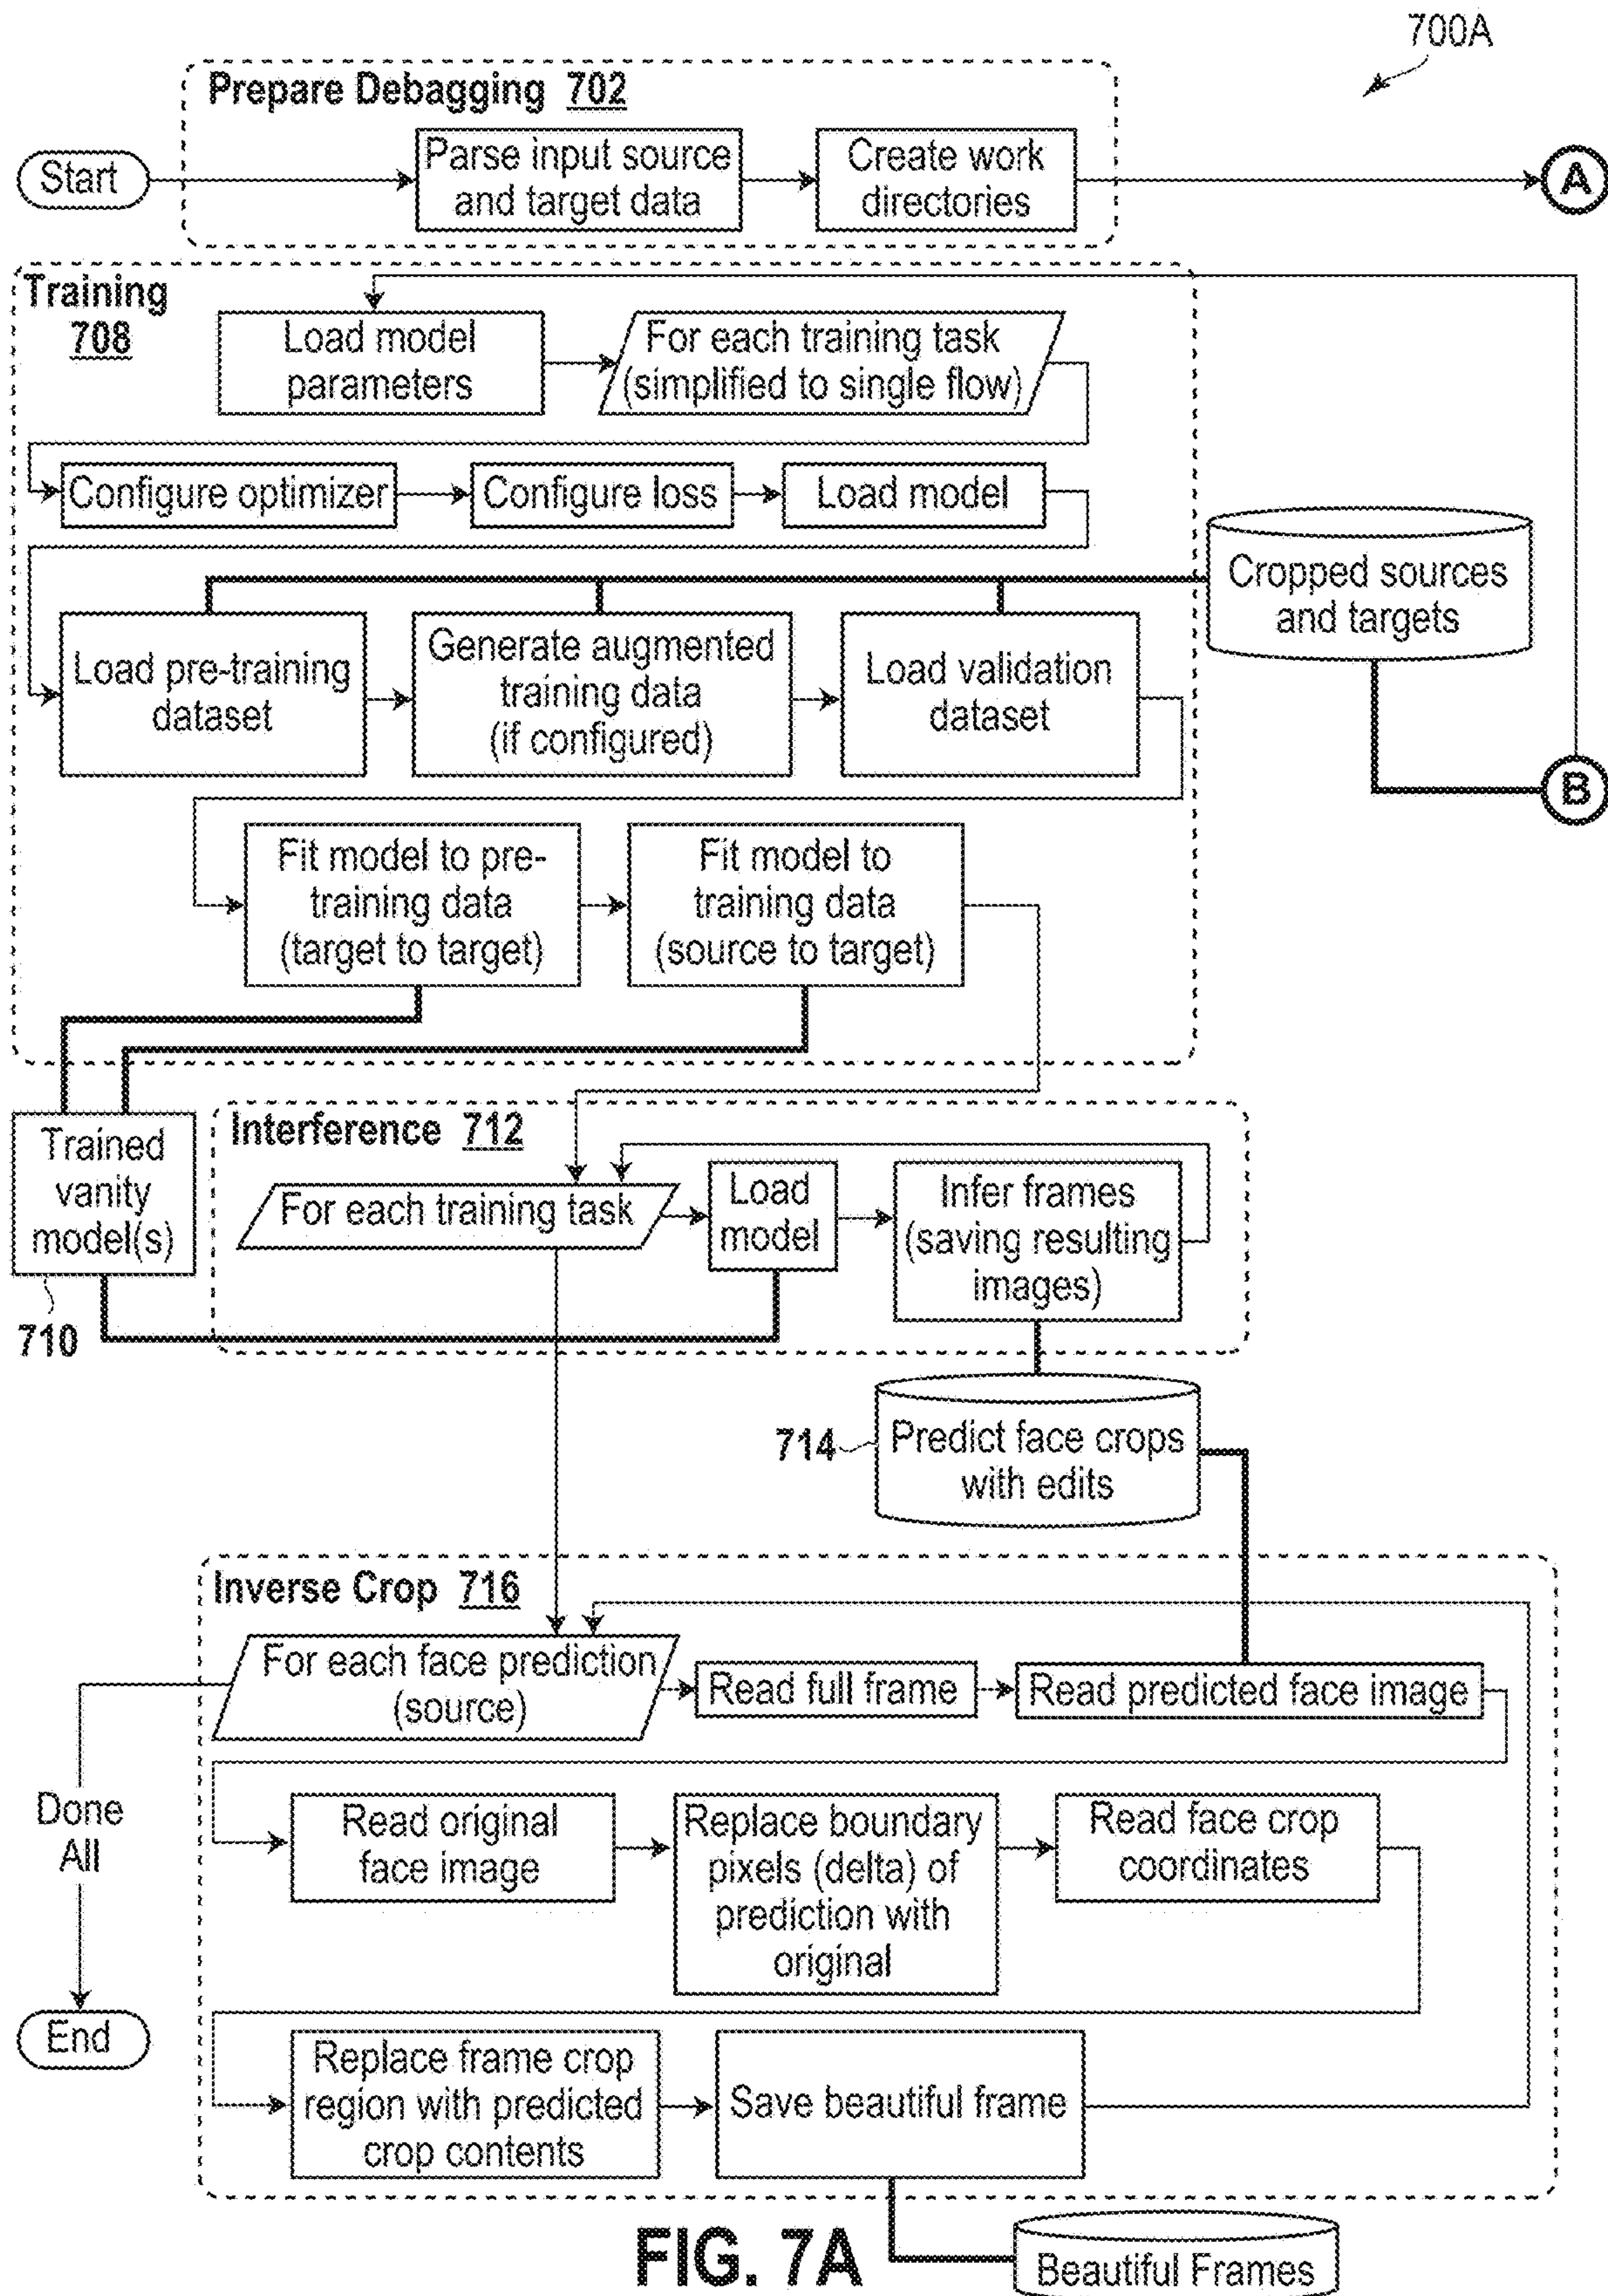 700A
Prepare Debagging 702
Start
Parse input source
and target data
Create work
directories
A
Training
708
Load model
parameters
For each training task
(simplified to single flow)
Configure optimizer
Configure loss
Load model
Cropped sources
and targets
Load pre-training
dataset
Generate augmented
training data
(if configured)
Load validation
dataset
B
Fit model to pre-
training data
(target to target)
Fit model to
training data
(source to target)
Trained
vanity
model(s)
710
Interference 712
For each training task
Load
model
Infer frames
(saving resulting
images)
714
Predict face crops
with edits
Inverse Crop 716
For each face prediction
(source)
Read full frame
Read predicted face image
Done
All
Read original
face image
Replace boundary
pixels (delta) of
prediction with
original
Read face crop
coordinates
End
Replace frame crop
region with predicted
crop contents
Save beautiful frame
FIG. 7A
Beautiful Frames